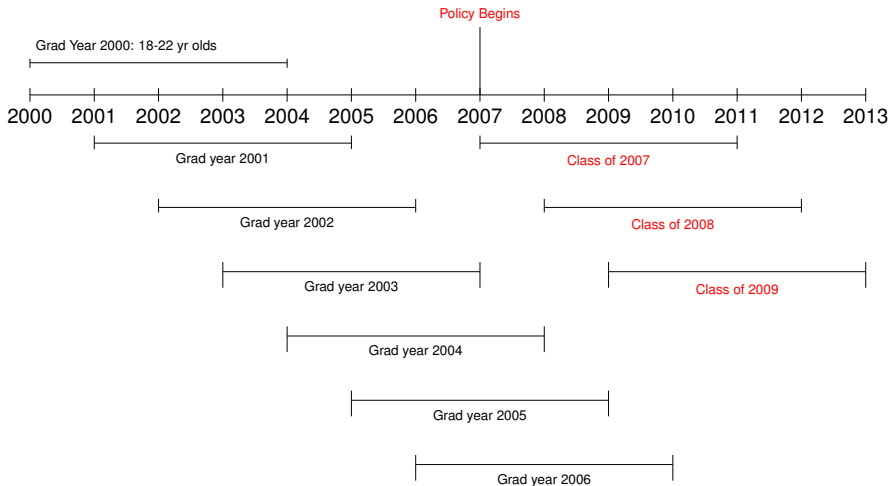 Policy Begins
Grad Year 2000: 18-22 yr olds
2000 2001 2002 2003 2004 2005 2006 2007 2008 2009 2010 2011 2012 2013
Grad year 2001
Class of 2007
Grad year 2002
Class of 2008
Grad year 2003
Class of 2009
Grad year 2004
Grad year 2005
Grad year 2006